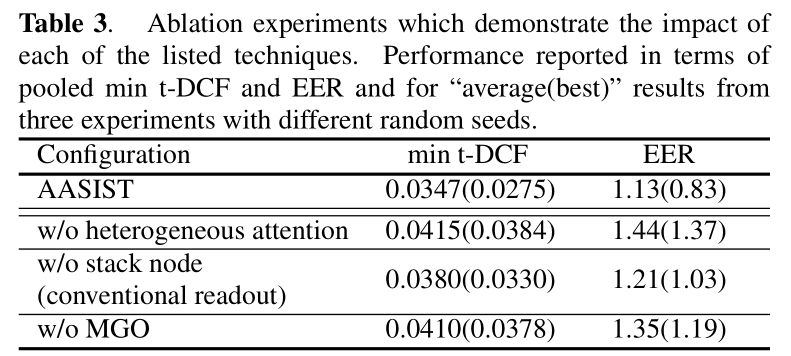 Table 3. Ablation experiments which demonstrate the impact of
each of the listed techniques. Performance reported in terms of
pooled min t-DCF and EER and for “average(best)” results from
three experiments with different random seeds.
Configuration min t-DCF EER
AASIST 0.0347(0.0275) 1.13(0.83)
w/o heterogeneous attention 0.0415(0.0384) 1.44(1.37)
w/o stack node
(conventional readout) 0.0380(0.0330) 1.21(1.03)
w/o MGO 0.0410(0.0378) 1.35(1.19)